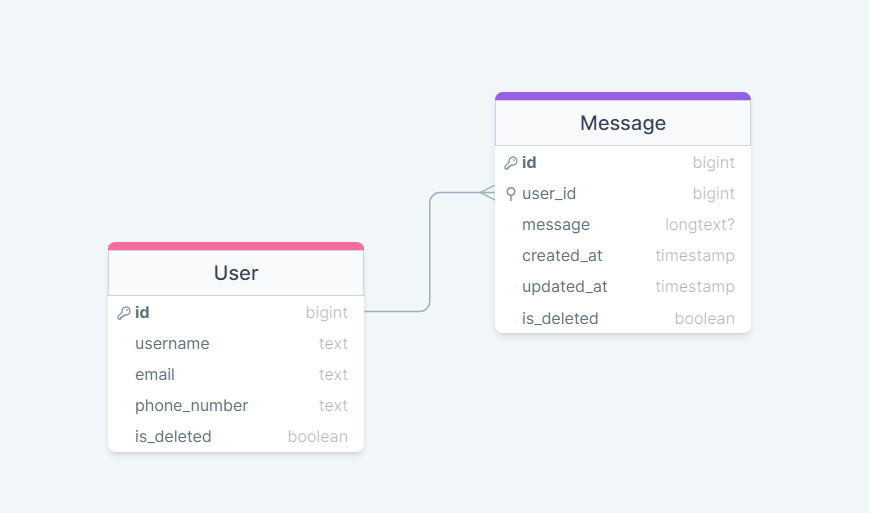 Message
id bigint
user_id bigint
message longtext?
created_at timestamp
updated_at timestamp
is_deleted boolean
User
id bigint
username text
email text
phone_number text
is_deleted boolean